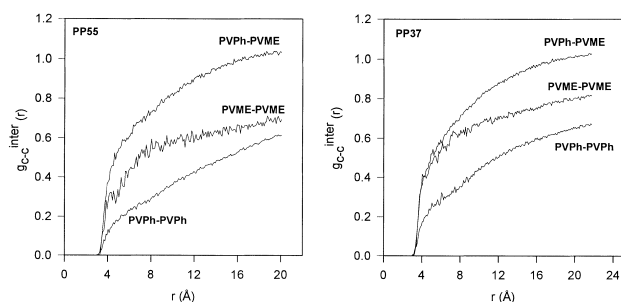 PP55
1.2
1.0
0.8
0.6
0.4
0.2
0.0
g_C-C^inter (r)
PVPh-PVME
PVME-PVME
PVPh-PVPh
0 4 8 12 16 20
r (Å)
PP37
1.2
1.0
0.8
0.6
0.4
0.2
0.0
g_C-C^inter (r)
PVPh-PVME
PVME-PVME
PVPh-PVPh
0 4 8 12 16 20 24
r (Å)